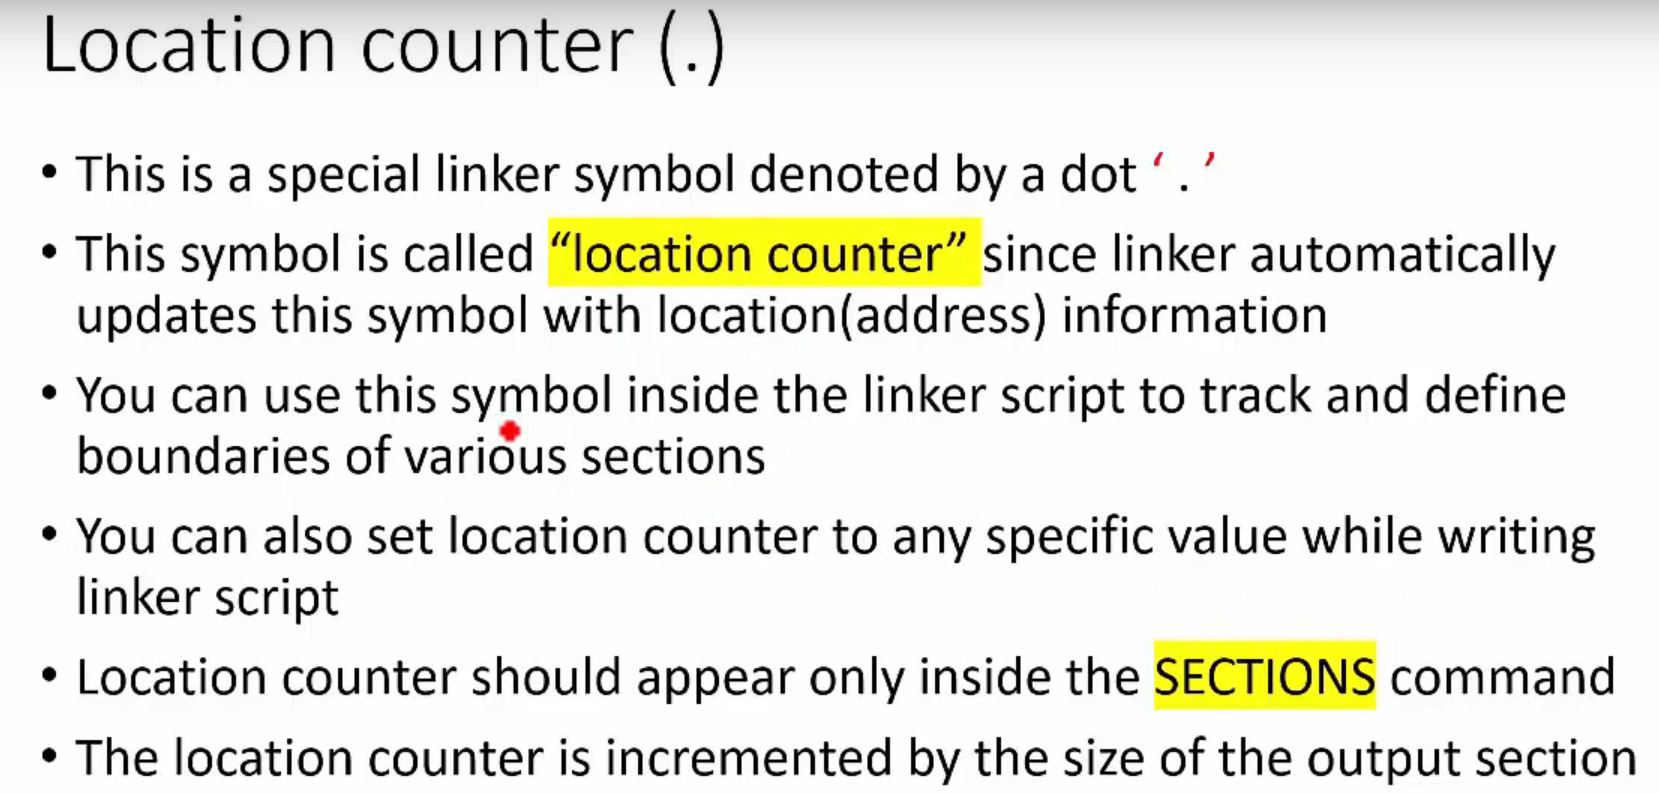 Location counter (.)
• This is a special linker symbol denoted by a dot ‘ . ’
• This symbol is called “location counter” since linker automatically
updates this symbol with location(address) information
• You can use this symbol inside the linker script to track and define
boundaries of various sections
• You can also set location counter to any specific value while writing
linker script
• Location counter should appear only inside the SECTIONS command
• The location counter is incremented by the size of the output section